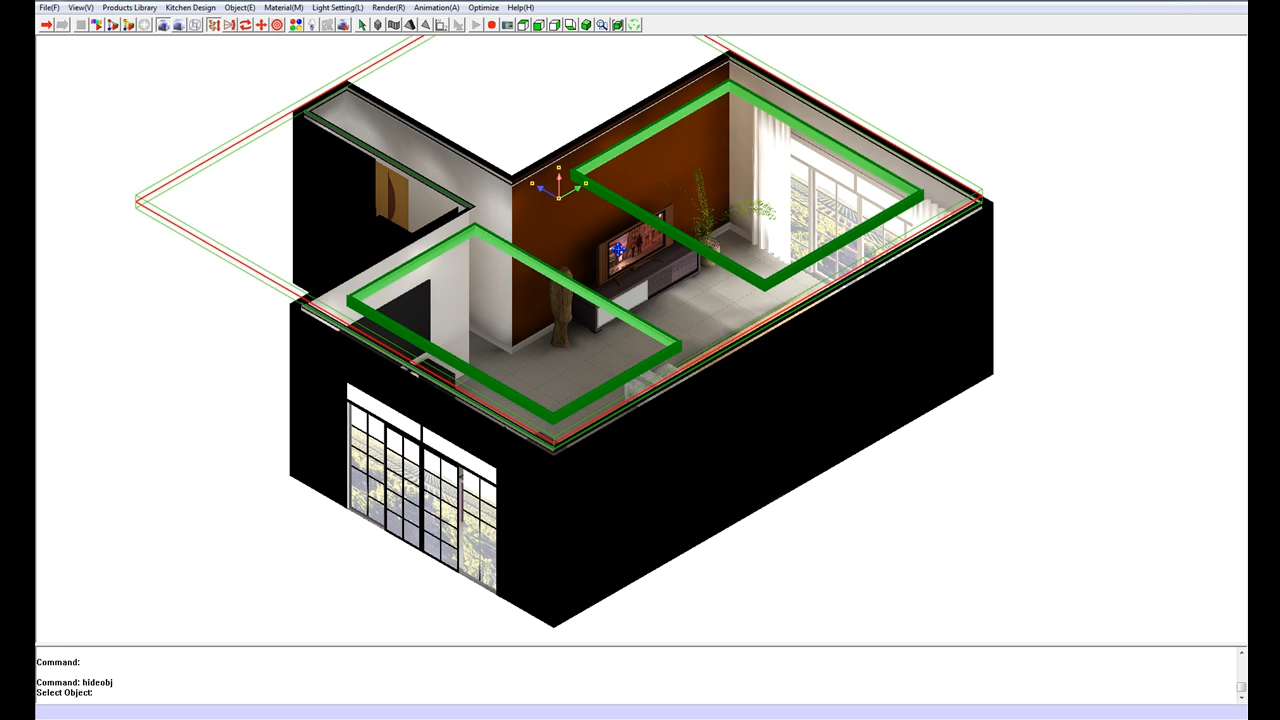 File(F) View(V) Products Library Kitchen Design Object(E) Material(M) Light Setting(L) Render(R) Animation(A) Optimize Help(H)
Command:
Command: hideobj
Select Object: